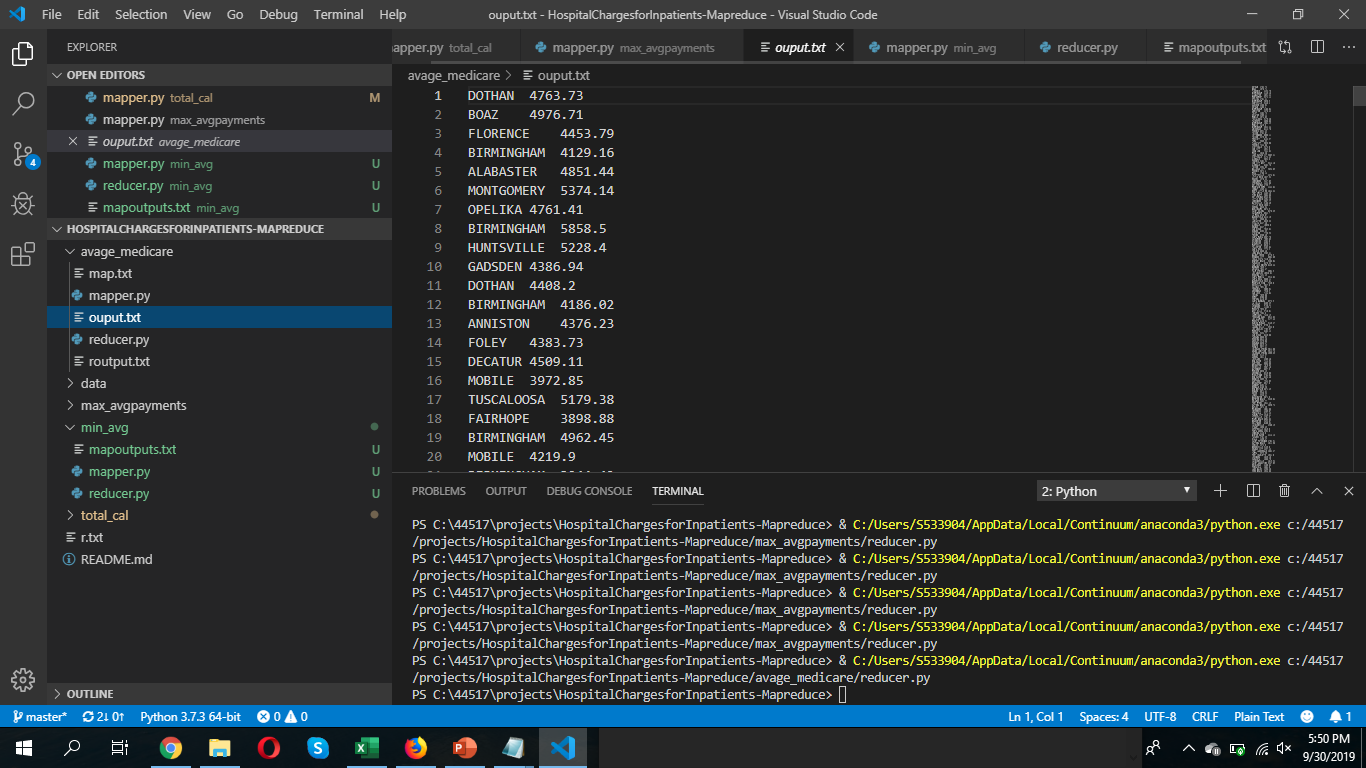 File Edit Selection View Go Debug Terminal Help ouput.txt - HospitalChargesforInpatients-Mapreduce - Visual Studio Code
EXPLORER
apper.py total_cal mapper.py max_avgpayments ouput.txt mapper.py min_avg reducer.py mapoutputs.txt
OPEN EDITORS
mapper.py total_cal M
mapper.py max_avgpayments
ouput.txt avage_medicare
mapper.py min_avg U
reducer.py min_avg U
mapoutputs.txt min_avg U
4
HOSPITALCHARGESFORINPATIENTS-MAPREDUCE
avage_medicare
map.txt
mapper.py
ouput.txt
reducer.py
routput.txt
data
max_avgpayments
min_avg
mapoutputs.txt U
mapper.py U
reducer.py U
total_cal
r.txt
README.md
OUTLINE
avage_medicare > ouput.txt
1 DOTHAN 4763.73
2 BOAZ 4976.71
3 FLORENCE 4453.79
4 BIRMINGHAM 4129.16
5 ALABASTER 4851.44
6 MONTGOMERY 5374.14
7 OPELIKA 4761.41
8 BIRMINGHAM 5858.5
9 HUNTSVILLE 5228.4
10 GADSDEN 4386.94
11 DOTHAN 4408.2
12 BIRMINGHAM 4186.02
13 ANNISTON 4376.23
14 FOLEY 4383.73
15 DECATUR 4509.11
16 MOBILE 3972.85
17 TUSCALOOSA 5179.38
18 FAIRHOPE 3898.88
19 BIRMINGHAM 4962.45
20 MOBILE 4219.9
PROBLEMS OUTPUT DEBUG CONSOLE TERMINAL 2: Python
PS C:\44517\projects\HospitalChargesforInpatients-Mapreduce> & C:/Users/S533904/AppData/Local/Continuum/anaconda3/python.exe c:/44517
/projects/HospitalChargesforInpatients-Mapreduce/max_avgpayments/reducer.py
PS C:\44517\projects\HospitalChargesforInpatients-Mapreduce> & C:/Users/S533904/AppData/Local/Continuum/anaconda3/python.exe c:/44517
/projects/HospitalChargesforInpatients-Mapreduce/max_avgpayments/reducer.py
PS C:\44517\projects\HospitalChargesforInpatients-Mapreduce> & C:/Users/S533904/AppData/Local/Continuum/anaconda3/python.exe c:/44517
/projects/HospitalChargesforInpatients-Mapreduce/max_avgpayments/reducer.py
PS C:\44517\projects\HospitalChargesforInpatients-Mapreduce> & C:/Users/S533904/AppData/Local/Continuum/anaconda3/python.exe c:/44517
/projects/HospitalChargesforInpatients-Mapreduce/max_avgpayments/reducer.py
PS C:\44517\projects\HospitalChargesforInpatients-Mapreduce> & C:/Users/S533904/AppData/Local/Continuum/anaconda3/python.exe c:/44517
/projects/HospitalChargesforInpatients-Mapreduce/avage_medicare/reducer.py
PS C:\44517\projects\HospitalChargesforInpatients-Mapreduce>
master* 2↓ 0↑ Python 3.7.3 64-bit 0 0 Ln 1, Col 1 Spaces: 4 UTF-8 CRLF Plain Text 1
5:50 PM
9/30/2019